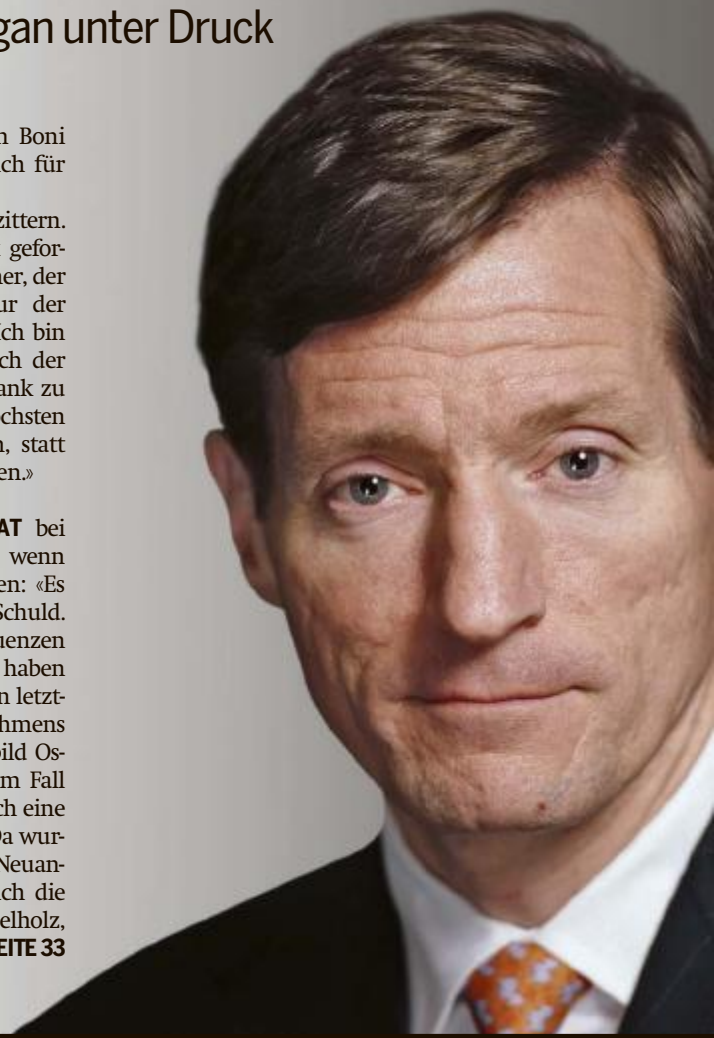 gan unter Druck
n Boni
ch für
zittern.
gefor-
ner, der
ur der
ch bin
ch der
ank zu
öchsten
n, statt
en.»
AT bei
wenn
en: «Es
Schuld.
uenzen
haben
n letzt-
hmens
bild Os-
m Fall
ch eine
Da wur-
Neuan-
ch die
elholz,
EITE 33